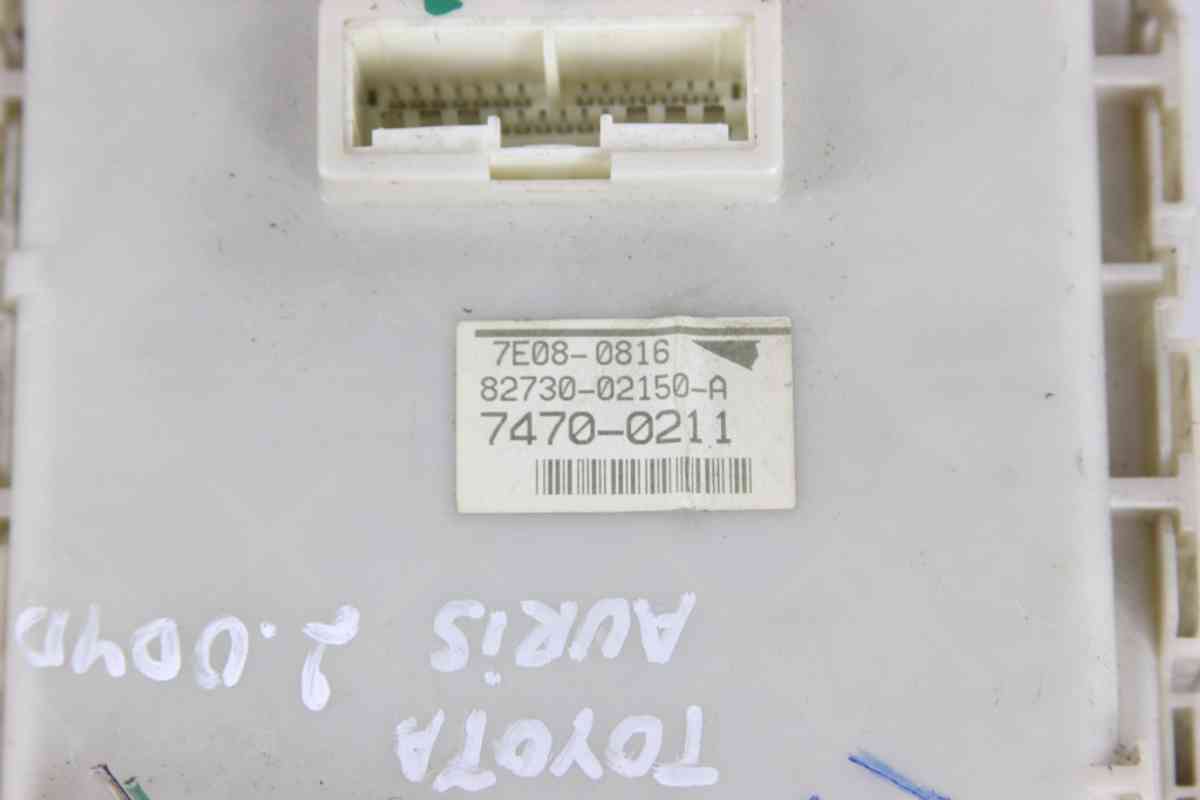 7E08-0816
82730-02150-A
7470-0211
TOYOTA
AURiS 2.0D4D